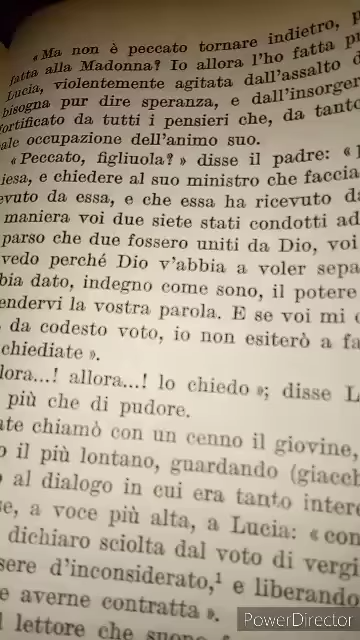 «Ma non è peccato tornare indietro,
fatta alla Madonna? Io allora l'ho fatta
Lucia, violentemente agitata dall'assalto
bisogna pur dire speranza, e dall'insorger
fortificato da tutti i pensieri che, da tanto
ale occupazione dell'animo suo.
«Peccato, figliuola?» disse il padre: «
iesa, e chiedere al suo ministro che faccia
evuto da essa, e che essa ha ricevuto da
maniera voi due siete stati condotti ad
parso che due fossero uniti da Dio, voi
vedo perché Dio v'abbia a voler sepa
bia dato, indegno come sono, il potere
endervi la vostra parola. E se voi mi
da codesto voto, io non esiterò a fa
chiediate».
lora...! allora...! lo chiedo»; disse L
più che di pudore.
ate chiamò con un cenno il giovine,
o il più lontano, guardando (giacch
al dialogo in cui era tanto intere
se, a voce più alta, a Lucia: «con
dichiaro sciolta dal voto di vergi
sere d'inconsiderato,¹ e liberando
e averne contratta».
l lettore che
PowerDirector